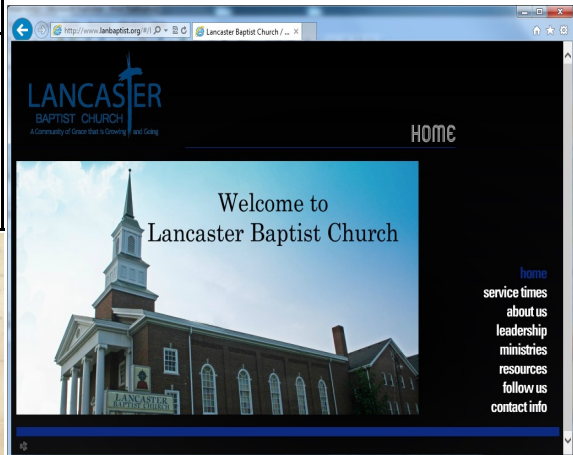 http://www.lanbaptist.org/#/l
Lancaster Baptist Church / ...
LANCASTER
BAPTIST CHURCH
A Community of Grace that is Growing and Going
HOME
Welcome to
Lancaster Baptist Church
home
service times
about us
leadership
ministries
resources
follow us
contact info
LANCASTER
BAPTIST CHURCH